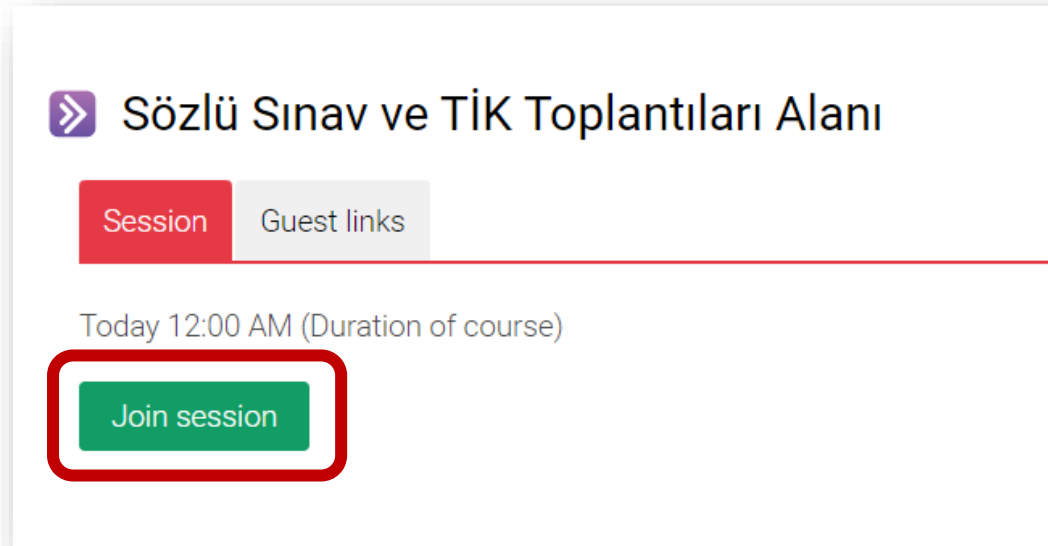 Sözlü Sınav ve TİK Toplantıları Alanı
Session Guest links
Today 12:00 AM (Duration of course)
Join session